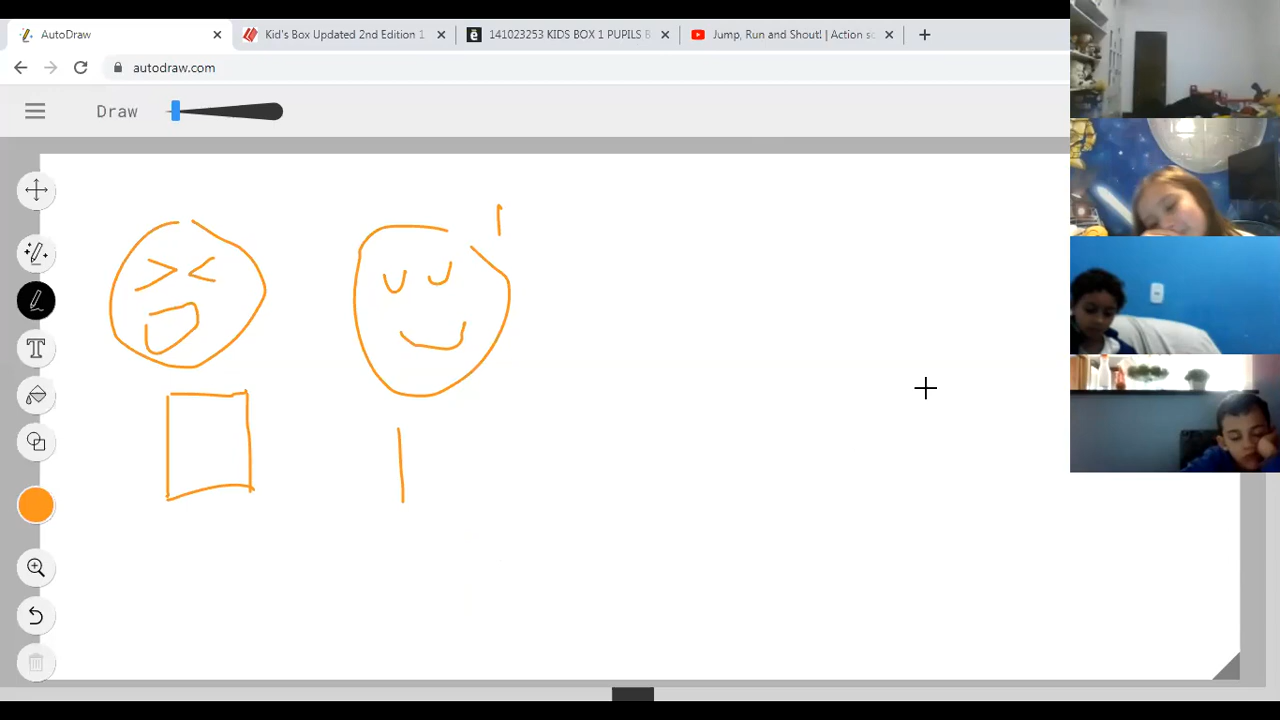 AutoDraw
Kid's Box Updated 2nd Edition 1
141023253 KIDS BOX 1 PUPILS B
Jump, Run and Shout! | Action so
autodraw.com
Draw
T